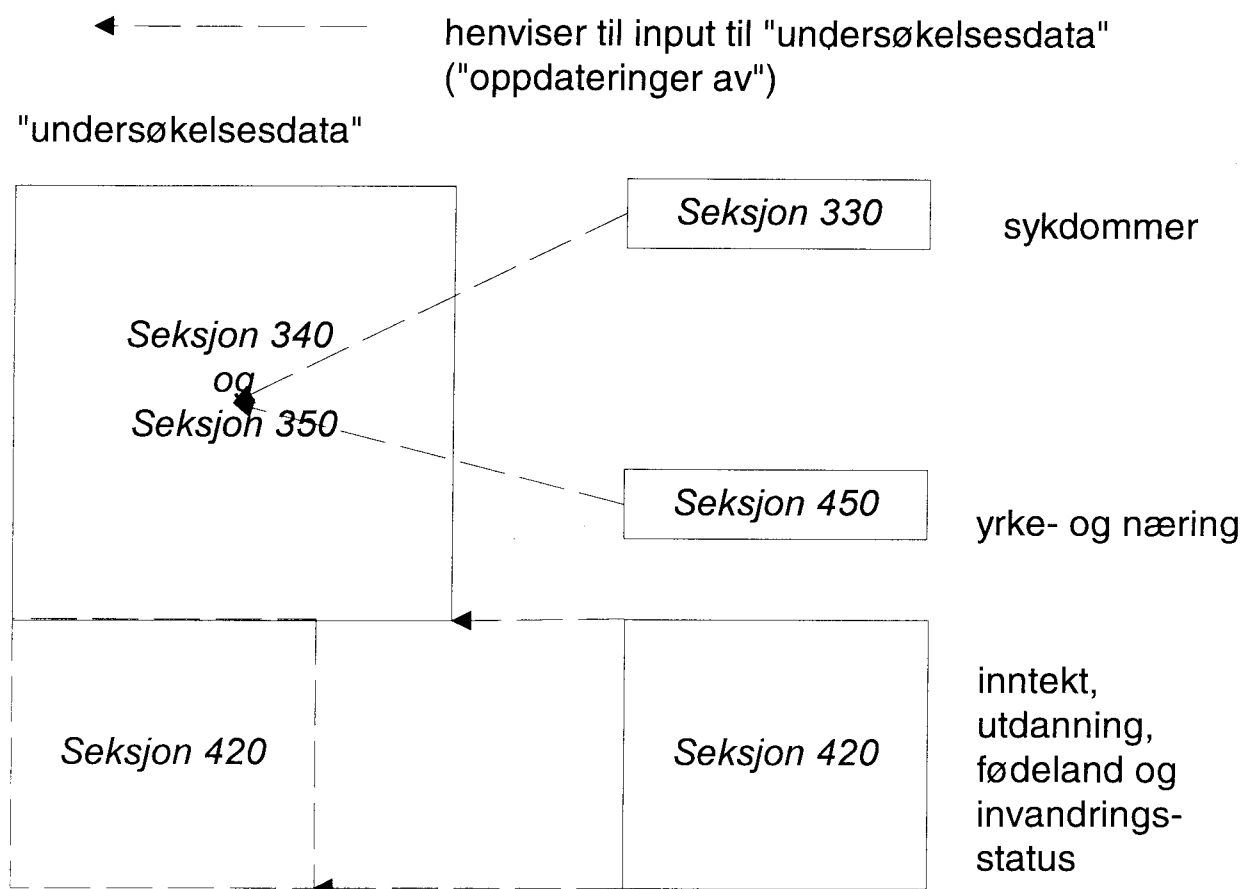 henviser til input til "undersøkelsesdata"
("oppdateringer av")
"undersøkelsesdata"
Seksjon 330
sykdommer
Seksjon 340
og
Seksjon 350
Seksjon 450
yrke- og næring
Seksjon 420
Seksjon 420
inntekt,
utdanning,
fødeland og
invandrings-
status